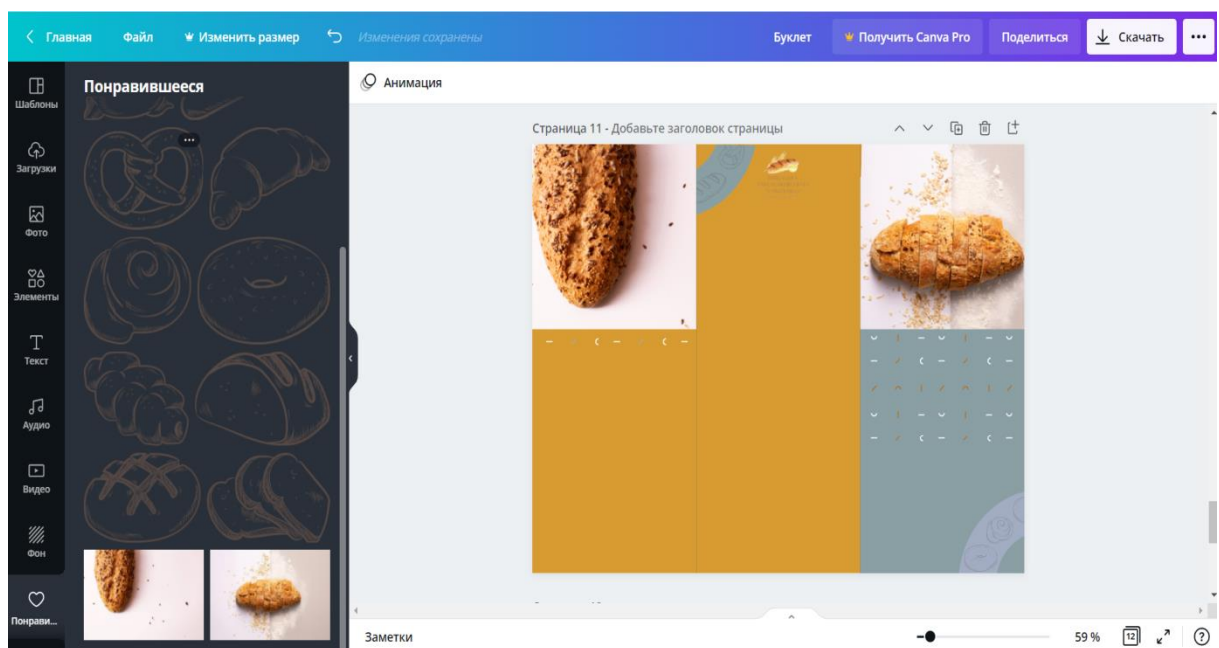 Главная Файл Изменить размер Изменения сохранены Буклет Получить Canva Pro Поделиться Скачать
Шаблоны
Загрузки
Фото
Элементы
Текст
Аудио
Видео
Фон
Понрави...
Понравившееся
Анимация
Страница 11 - Добавьте заголовок страницы
Заметки 59 % 12